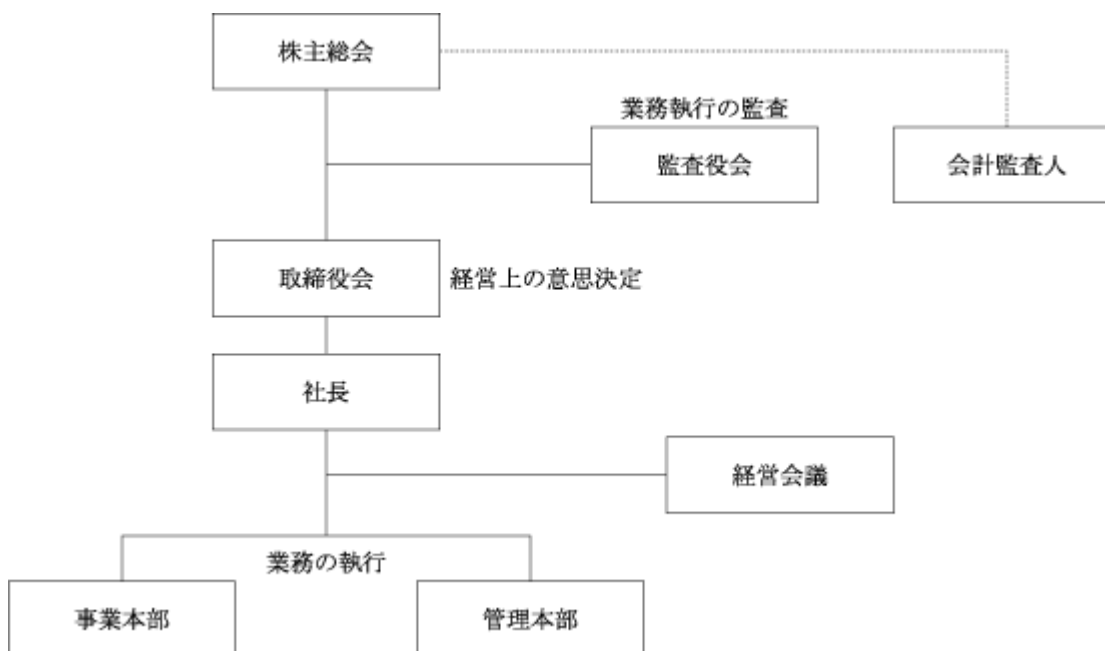 株主総会
業務執行の監査
監査役会
会計監査人
取締役会
経営上の意思決定
社長
経営会議
業務の執行
事業本部
管理本部